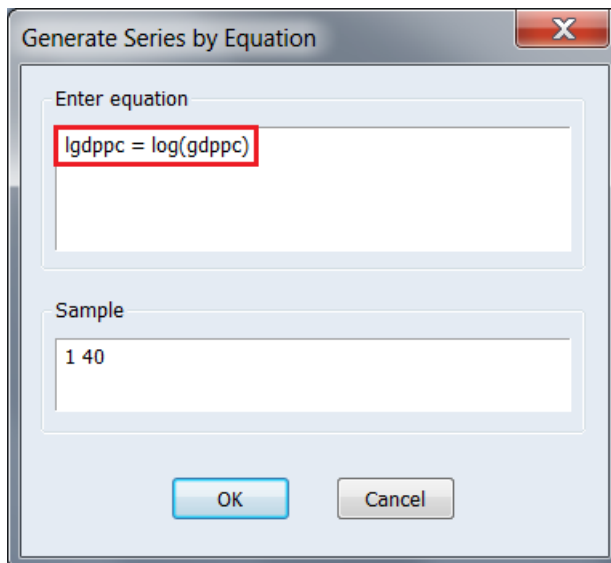 Generate Series by Equation
Enter equation
lgdppc = log(gdppc)
Sample
1 40
OK Cancel